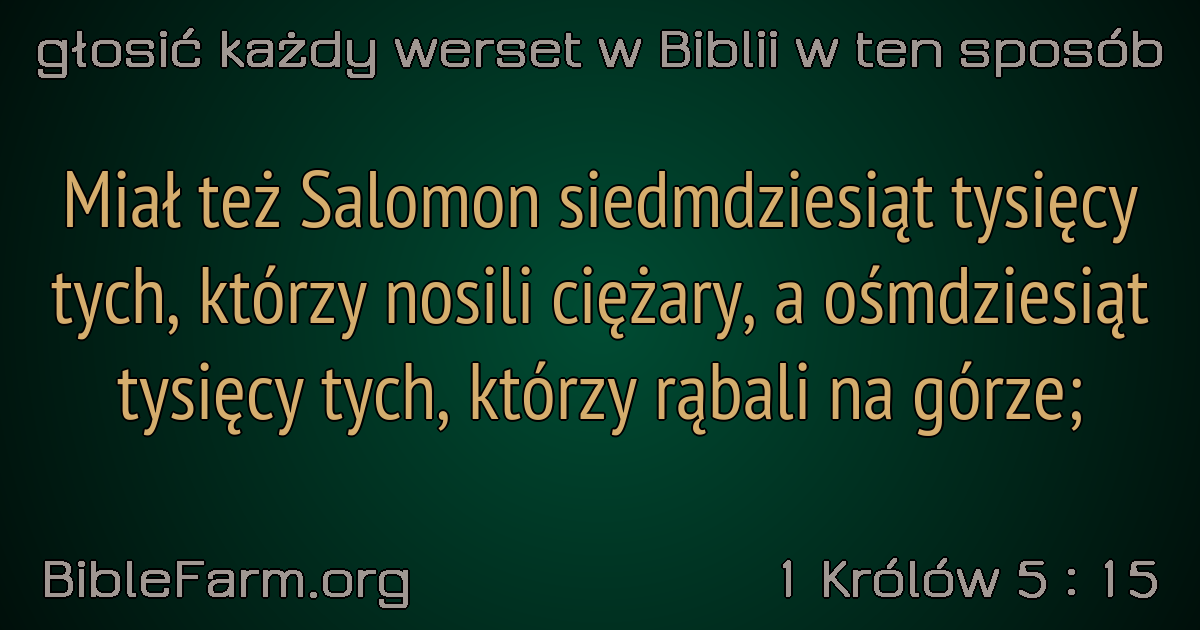 głosić każdy werset w Biblii w ten sposób
Miał też Salomon siedmdziesiąt tysięcy
tych, którzy nosili ciężary, a ośmdziesiąt
tysięcy tych, którzy rąbali na górze;
BibleFarm.org
1 Królów 5 : 15